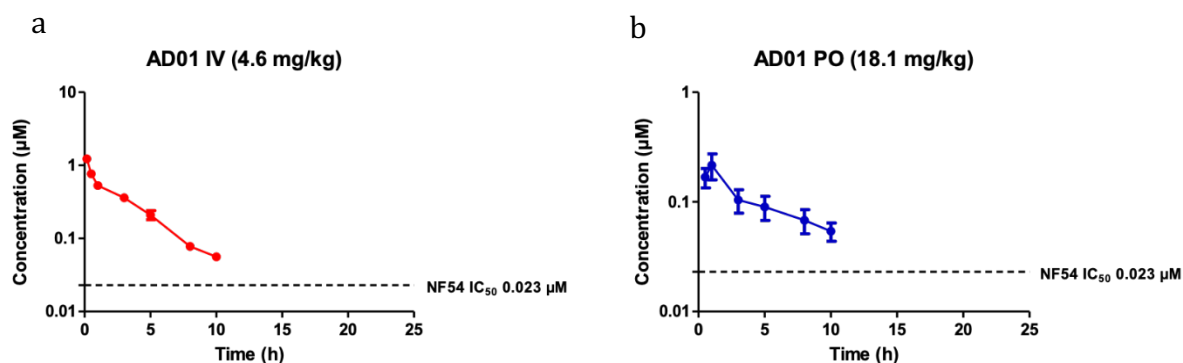 a
AD01 IV (4.6 mg/kg)
Concentration (µM)
10
1
0.1
0.01
0 5 10 15 20 25
Time (h)
NF54 IC50 0.023 µM
b
AD01 PO (18.1 mg/kg)
Concentration (µM)
1
0.1
0.01
0 5 10 15 20 25
Time (h)
NF54 IC50 0.023 µM